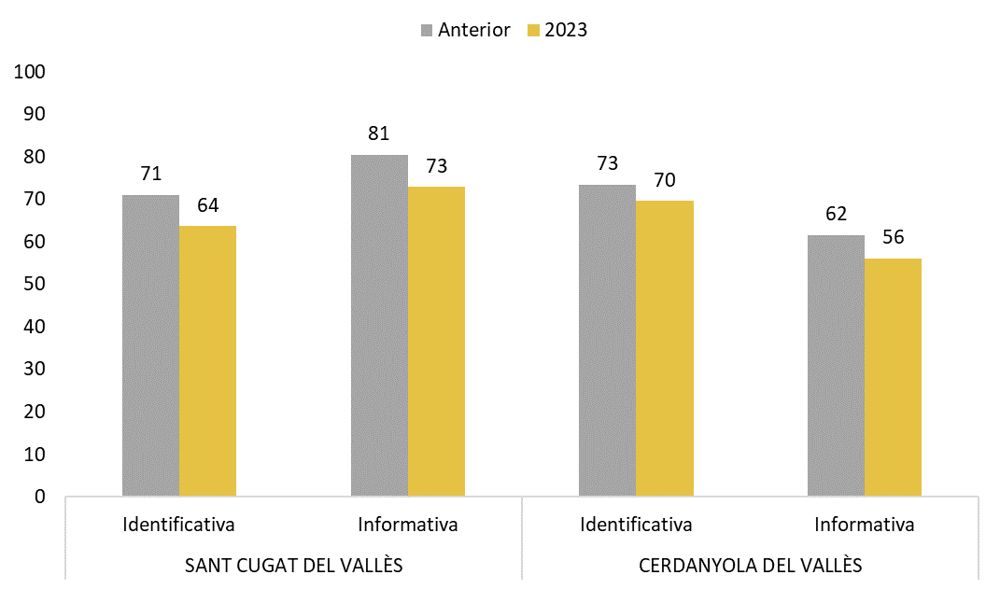 Anterior 2023
100
90
80
70
60
50
40
30
20
10
0
71 64 81 73 73 70 62 56
Identificativa Informativa Identificativa Informativa
SANT CUGAT DEL VALLÈS CERDANYOLA DEL VALLÈS